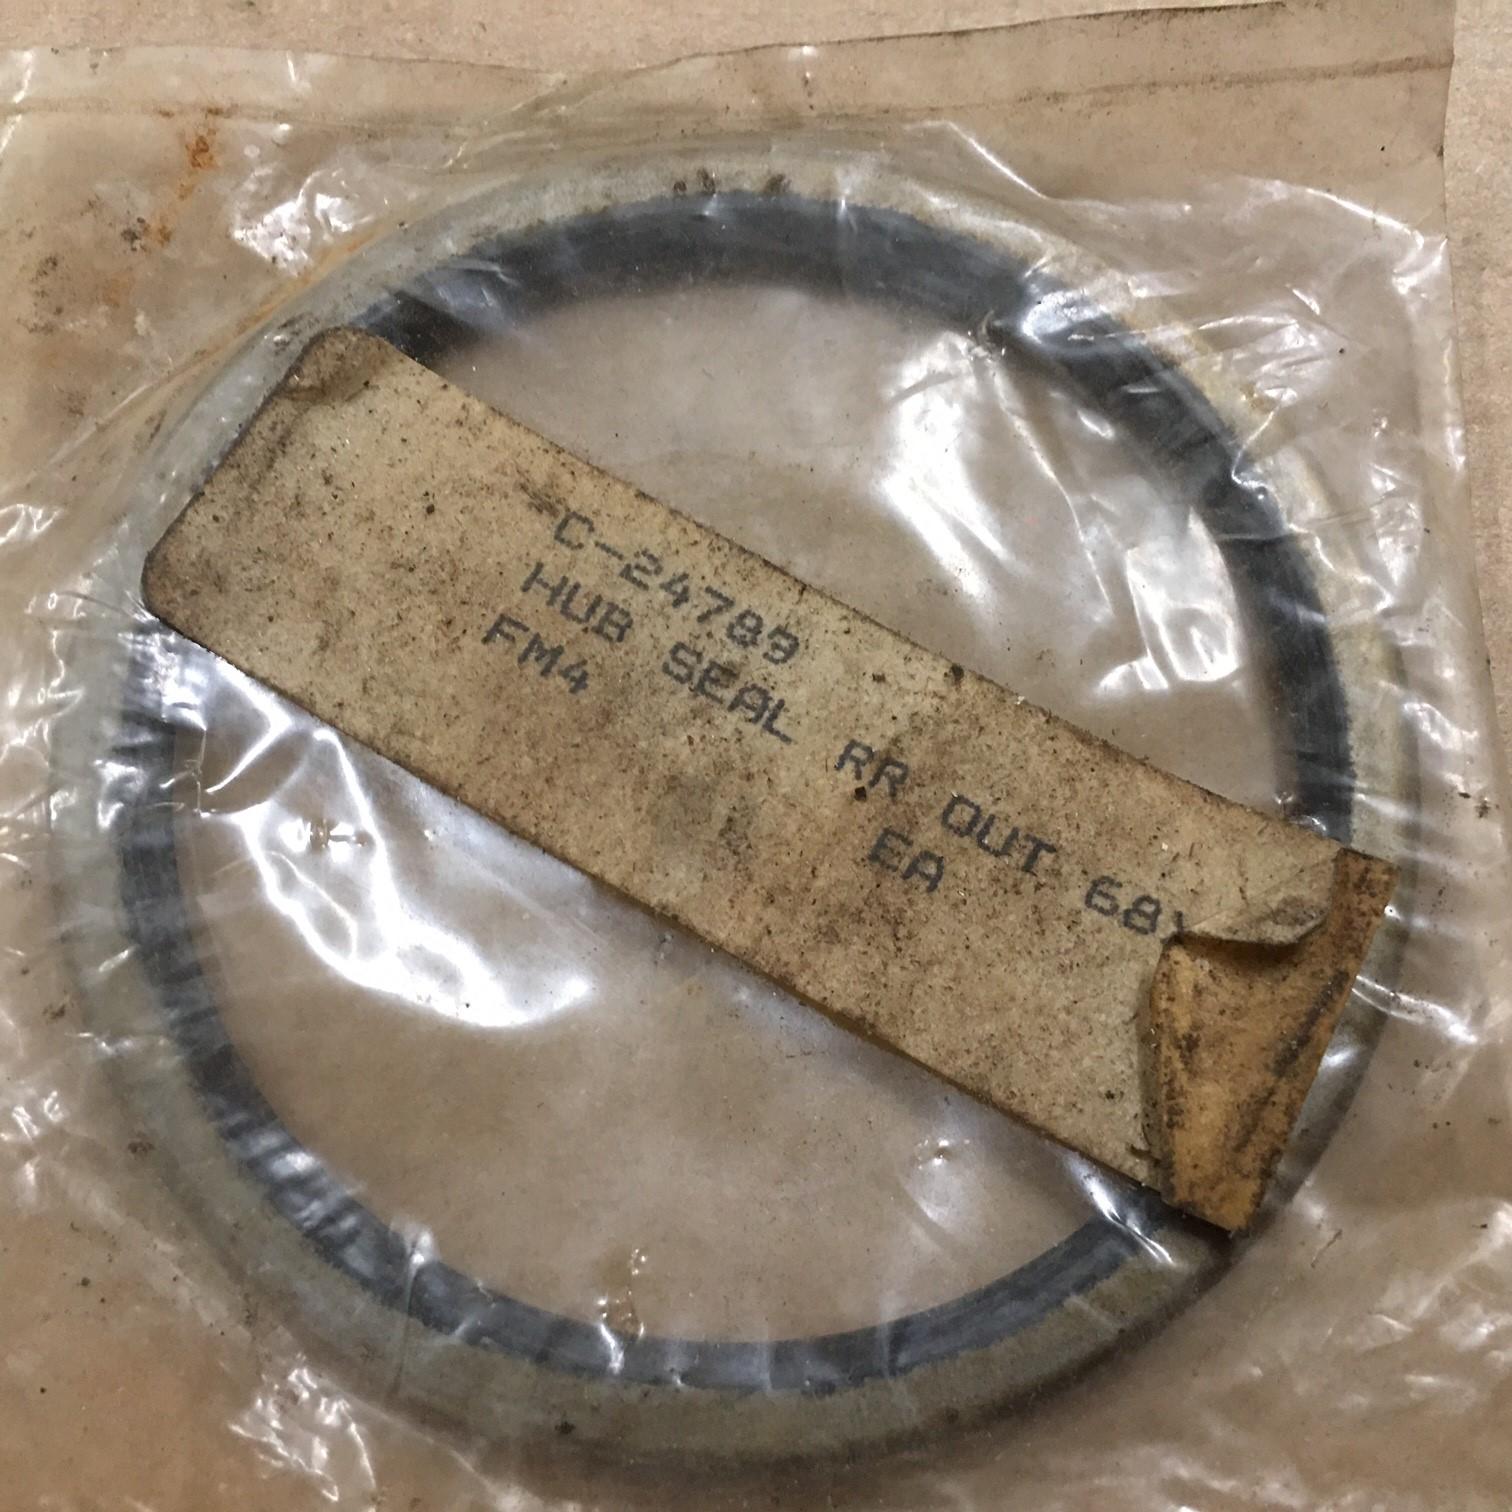 C-24789
HUB SEAL RR OUT 68
FM4 EA